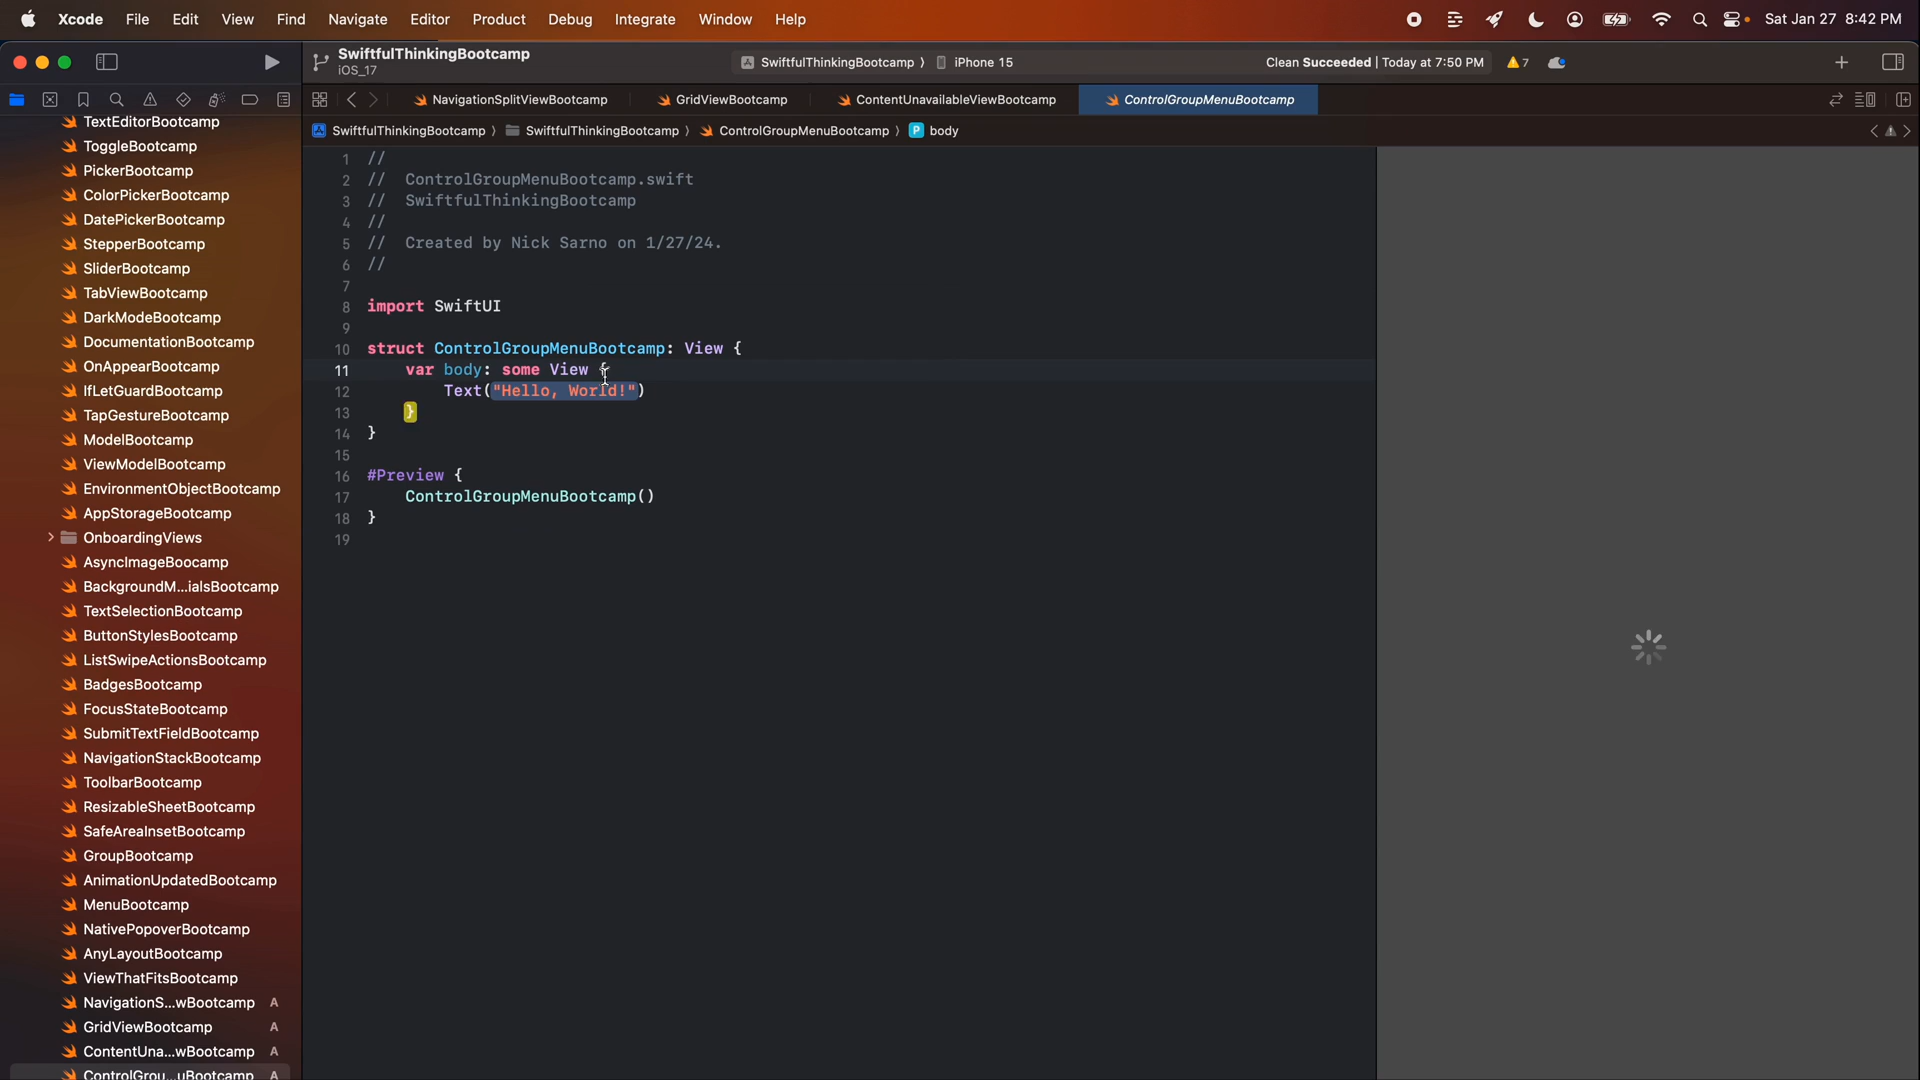 Xcode File Edit View Find Navigate Editor Product Debug Integrate Window Help Sat Jan 27 8:42 PM
SwiftfulThinkingBootcamp
iOS_17
SwiftfulThinkingBootcamp 〉 iPhone 15
Clean Succeeded | Today at 7:50 PM 7
NavigationSplitViewBootcamp GridViewBootcamp ContentUnavailableViewBootcamp ControlGroupMenuBootcamp
SwiftfulThinkingBootcamp 〉 SwiftfulThinkingBootcamp 〉 ControlGroupMenuBootcamp 〉 P body
TextEditorBootcamp
ToggleBootcamp
PickerBootcamp
ColorPickerBootcamp
DatePickerBootcamp
StepperBootcamp
SliderBootcamp
TabViewBootcamp
DarkModeBootcamp
DocumentationBootcamp
OnAppearBootcamp
IfLetGuardBootcamp
TapGestureBootcamp
ModelBootcamp
ViewModelBootcamp
EnvironmentObjectBootcamp
AppStorageBootcamp
OnboardingViews
AsyncImageBoocamp
BackgroundM...ialsBootcamp
TextSelectionBootcamp
ButtonStylesBootcamp
ListSwipeActionsBootcamp
BadgesBootcamp
FocusStateBootcamp
SubmitTextFieldBootcamp
NavigationStackBootcamp
ToolbarBootcamp
ResizableSheetBootcamp
SafeAreaInsetBootcamp
GroupBootcamp
AnimationUpdatedBootcamp
MenuBootcamp
NativePopoverBootcamp
AnyLayoutBootcamp
ViewThatFitsBootcamp
NavigationS...wBootcamp A
GridViewBootcamp A
ContentUna...wBootcamp A
ControlGrou...uBootcamp A
1 //
2 // ControlGroupMenuBootcamp.swift
3 // SwiftfulThinkingBootcamp
4 //
5 // Created by Nick Sarno on 1/27/24.
6 //
7
8 import SwiftUI
9
10 struct ControlGroupMenuBootcamp: View {
11 var body: some View {
12 Text("Hello, World!")
13 }
14 }
15
16 #Preview {
17 ControlGroupMenuBootcamp()
18 }
19